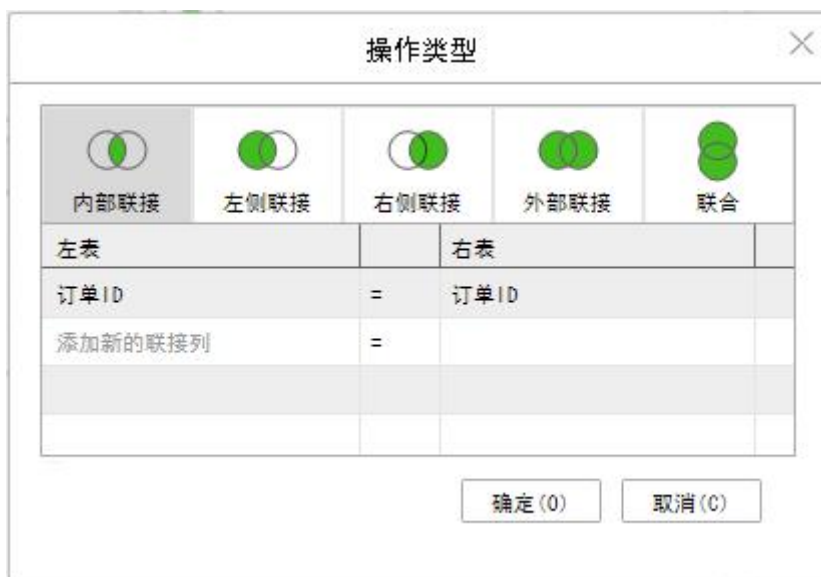 操作类型
内部联接 左侧联接 右侧联接 外部联接 联合
左表 右表
订单ID = 订单ID
添加新的联接列 =
确定(O) 取消(C)